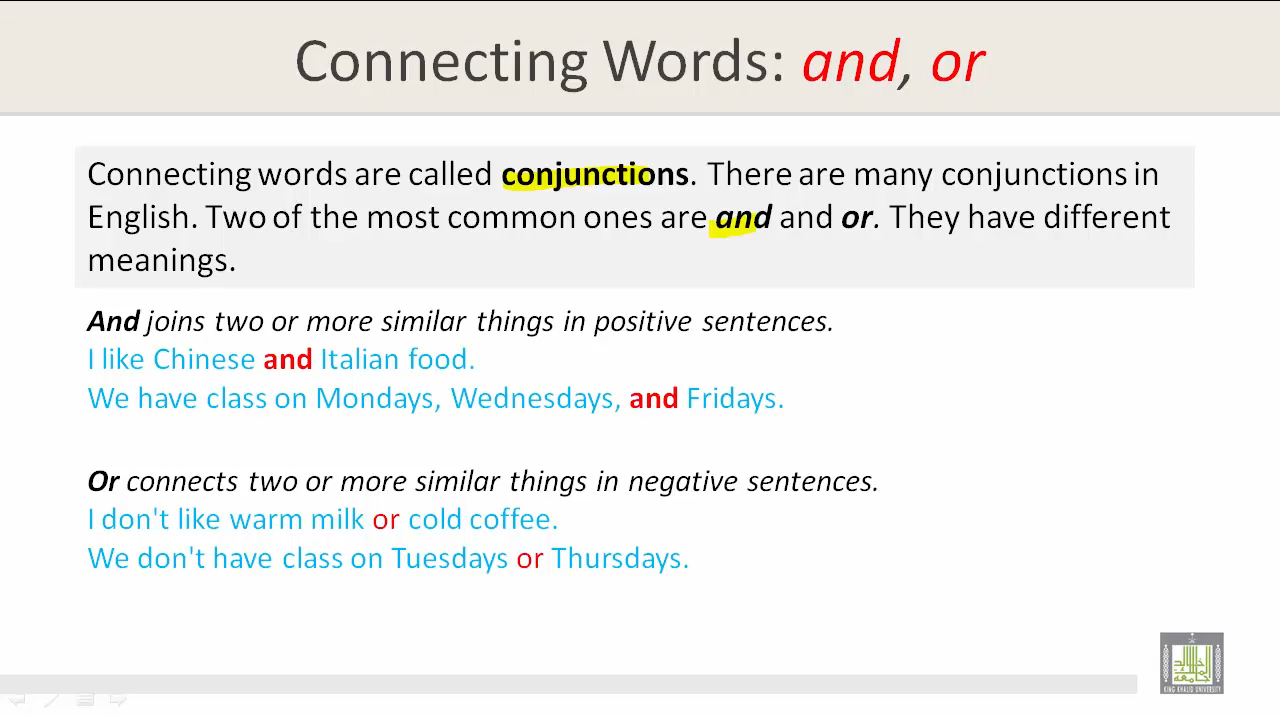 Connecting Words: and, or
Connecting words are called conjunctions. There are many conjunctions in
English. Two of the most common ones are and and or. They have different
meanings.
And joins two or more similar things in positive sentences.
I like Chinese and Italian food.
We have class on Mondays, Wednesdays, and Fridays.
Or connects two or more similar things in negative sentences.
I don't like warm milk or cold coffee.
We don't have class on Tuesdays or Thursdays.
KING KHALID UNIVERSITY